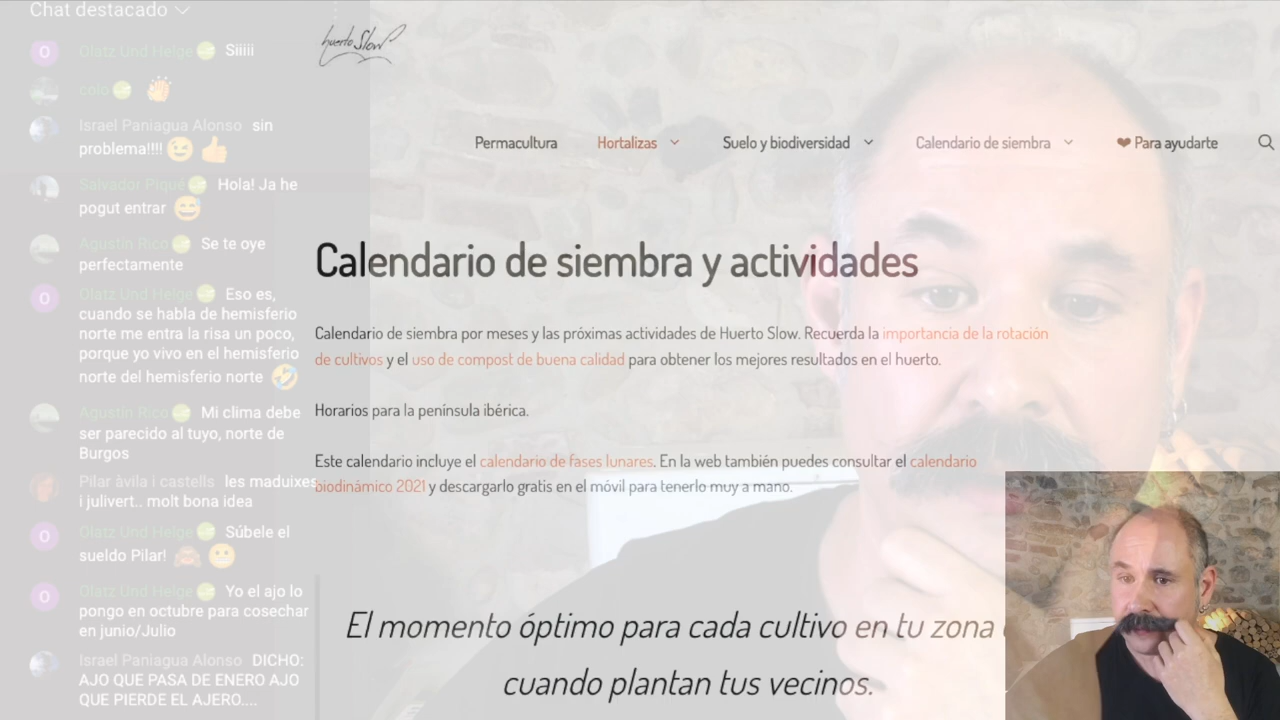 Chat destacado
O Olatz Und Helge Siiiii
colo
Israel Paniagua Alonso sin
problema!!!!
Salvador Piqué Hola! Ja he
pogut entrar
Agustín Rico Se te oye
perfectamente
O Olatz Und Helge Eso es,
cuando se habla de hemisferio
norte me entra la risa un poco,
porque yo vivo en el hemisferio
norte del hemisferio norte
Agustín Rico Mi clima debe
ser parecido al tuyo, norte de
Burgos
Pilar àvila i castells les maduixes
i julivert.. molt bona idea
O Olatz Und Helge Súbele el
sueldo Pilar!
O Olatz Und Helge Yo el ajo lo
pongo en octubre para cosechar
en junio/Julio
Israel Paniagua Alonso DICHO:
AJO QUE PASA DE ENERO AJO
QUE PIERDE EL AJERO....
huerto Slow
Permacultura Hortalizas Suelo y biodiversidad Calendario de siembra ❤ Para ayudarte
Calendario de siembra y actividades
Calendario de siembra por meses y las próximas actividades de Huerto Slow. Recuerda la importancia de la rotación
de cultivos y el uso de compost de buena calidad para obtener los mejores resultados en el huerto.
Horarios para la península ibérica.
Este calendario incluye el calendario de fases lunares. En la web también puedes consultar el calendario
biodinámico 2021 y descargarlo gratis en el móvil para tenerlo muy a mano.
El momento óptimo para cada cultivo en tu zona
cuando plantan tus vecinos.